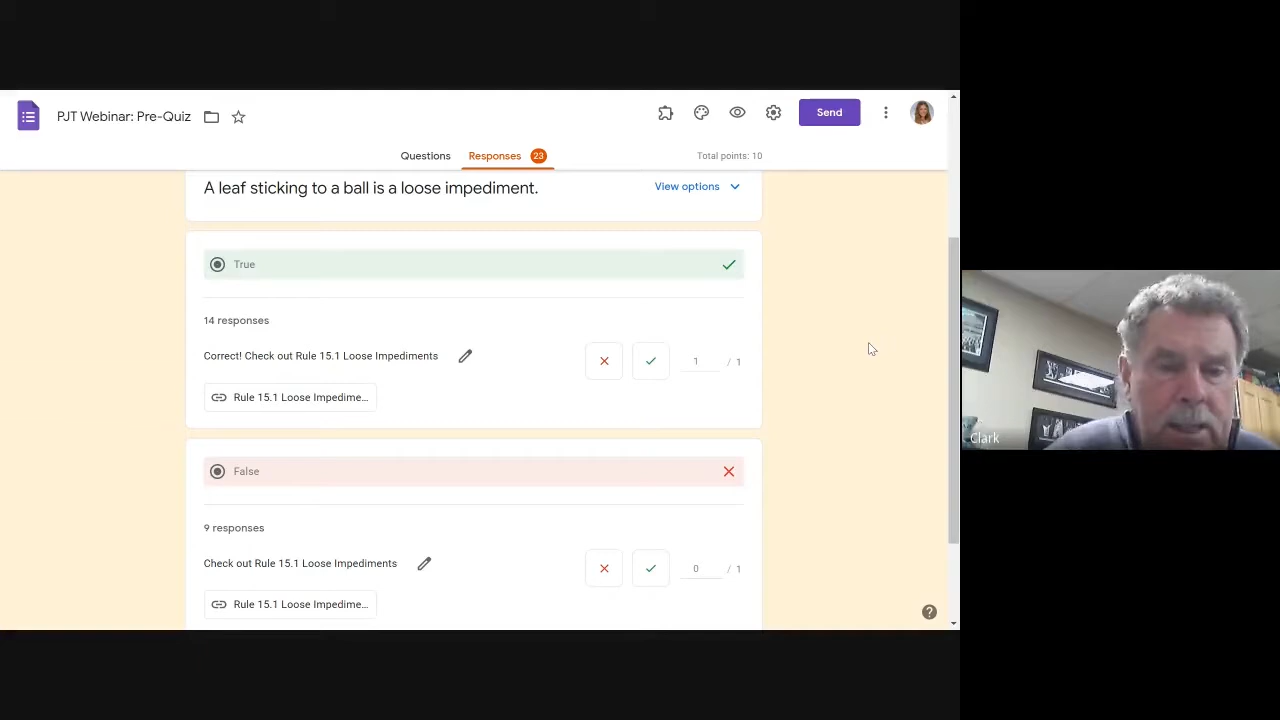 PJT Webinar: Pre-Quiz
Send
Questions
Responses
23
Total points: 10
A leaf sticking to a ball is a loose impediment.
View options
True
14 responses
Correct! Check out Rule 15.1 Loose Impediments
1 / 1
Rule 15.1 Loose Impedime...
False
9 responses
Check out Rule 15.1 Loose Impediments
0 / 1
Rule 15.1 Loose Impedime...
Clark